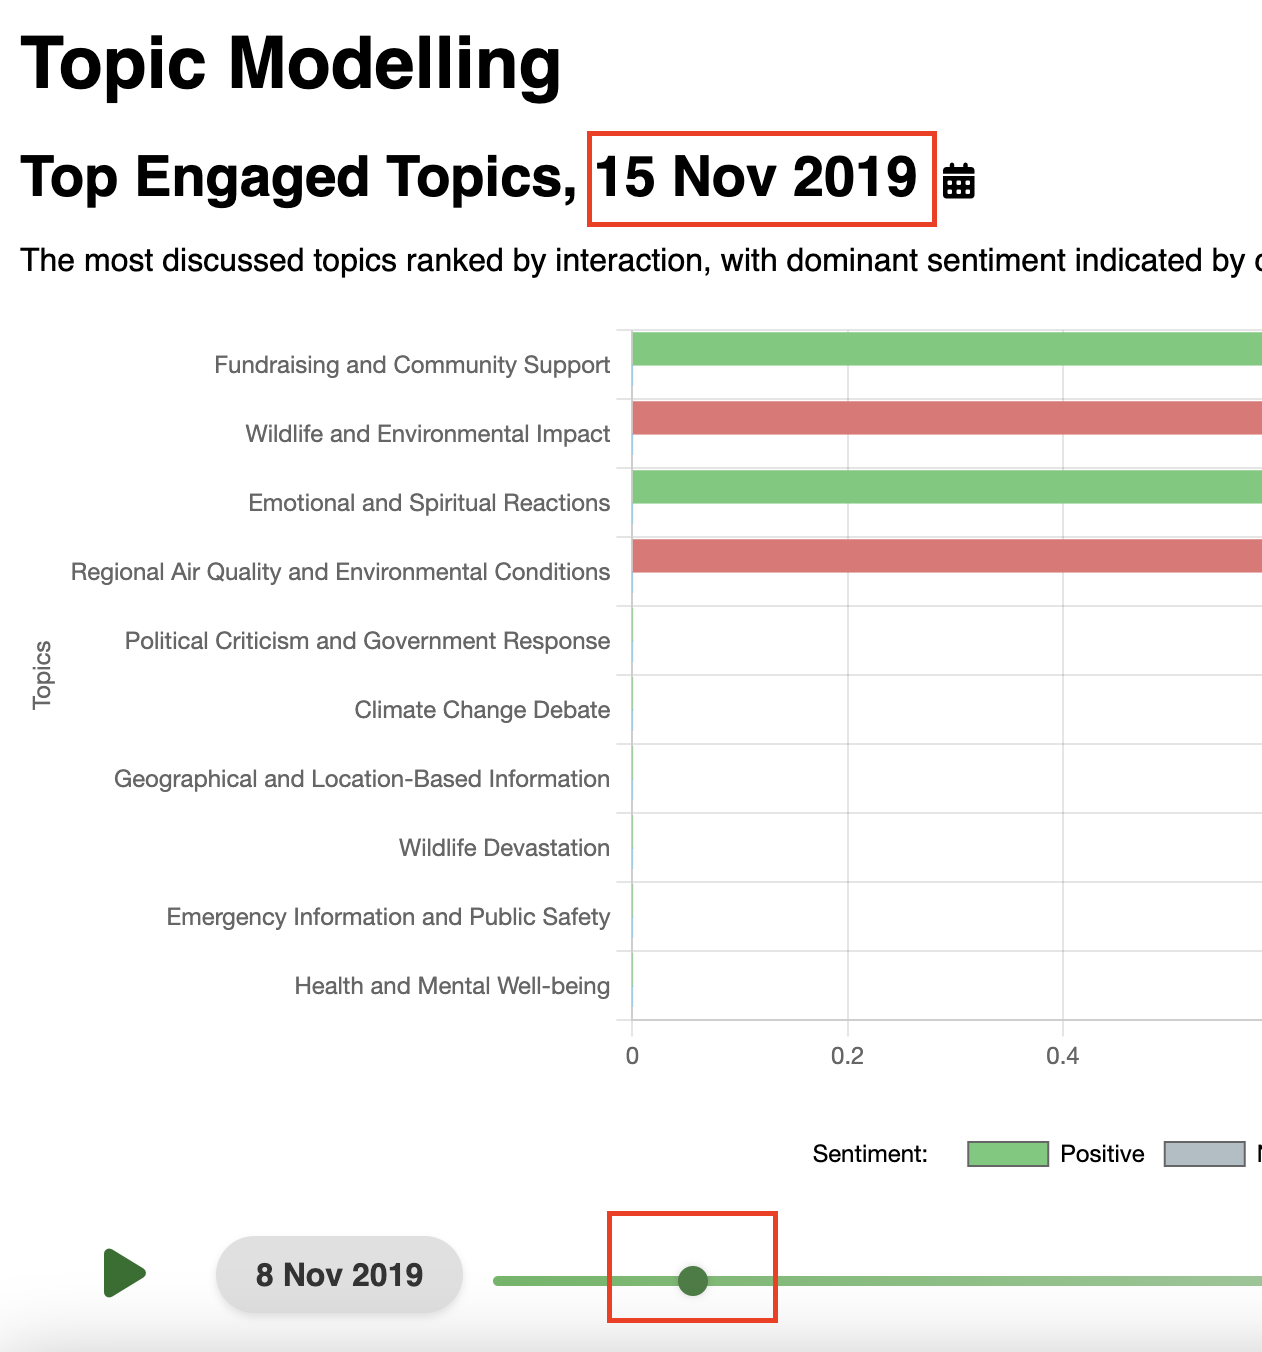 Topic Modelling
Top Engaged Topics, 15 Nov 2019
The most discussed topics ranked by interaction, with dominant sentiment indicated by
Fundraising and Community Support
Wildlife and Environmental Impact
Emotional and Spiritual Reactions
Regional Air Quality and Environmental Conditions
Political Criticism and Government Response
Climate Change Debate
Geographical and Location-Based Information
Wildlife Devastation
Emergency Information and Public Safety
Health and Mental Well-being
Topics
0 0.2 0.4
Sentiment: Positive
8 Nov 2019